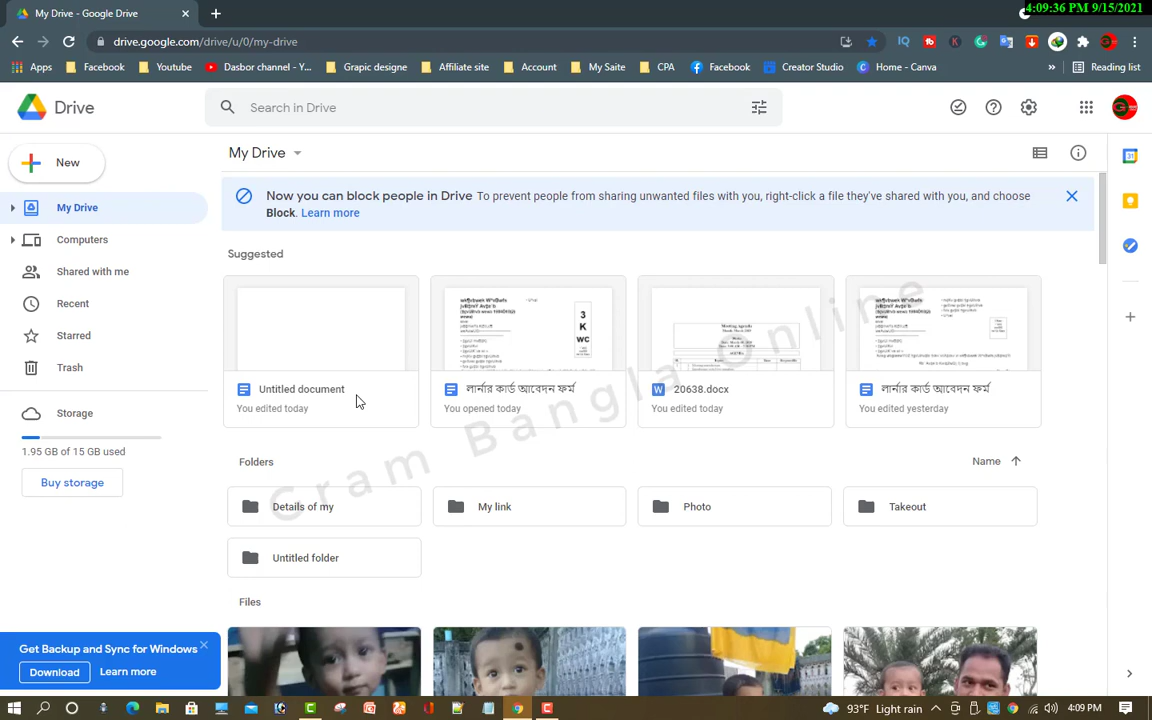 My Drive - Google Drive
4:09:36 PM 9/15/2021
drive.google.com/drive/u/0/my-drive
Apps Facebook Youtube Dasbor channel - Y... Grapic designe Affiliate site Account My Saite CPA Facebook Creator Studio Home - Canva » Reading list
Drive
Search in Drive
New
My Drive
Computers
Shared with me
Recent
Starred
Trash
Storage
1.95 GB of 15 GB used
Buy storage
My Drive
Now you can block people in Drive To prevent people from sharing unwanted files with you, right-click a file they've shared with you, and choose
Block. Learn more
Suggested
3
K
WC
Meeting agenda
Untitled document
You edited today
লার্নার কার্ড আবেদন ফর্ম
You opened today
20638.docx
You edited today
লার্নার কার্ড আবেদন ফর্ম
You edited yesterday
Gram Bangla Online
Folders
Name
Details of my
My link
Photo
Takeout
Untitled folder
Files
Get Backup and Sync for Windows
Download Learn more
93°F Light rain
4:09 PM